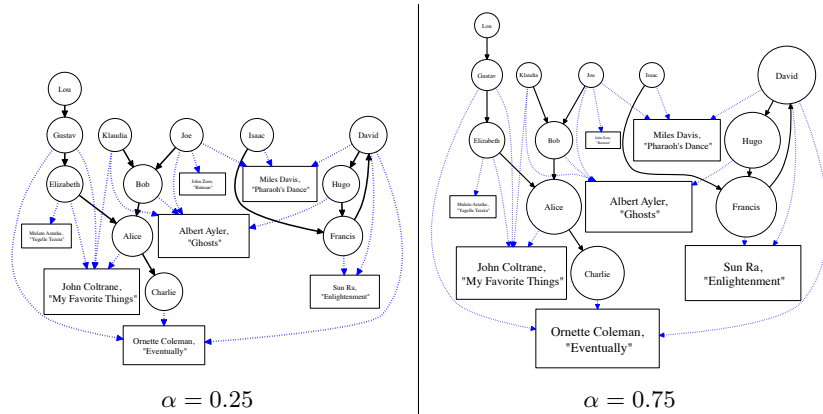 Lou
Gustav
Klaudia
Joe
Isaac
David
Elizabeth
Bob
John Zorn,
"Batman"
Miles Davis,
"Pharaoh's Dance"
Hugo
Mulatu Astatke,
"Yegelle Tezeta"
Alice
Albert Ayler,
"Ghosts"
Francis
John Coltrane,
"My Favorite Things"
Charlie
Sun Ra,
"Enlightenment"
Ornette Coleman,
"Eventually"
α = 0.25
Lou
Gustav
Klaudia
Joe
Isaac
David
Elizabeth
Bob
John Zorn,
"Batman"
Miles Davis,
"Pharaoh's Dance"
Hugo
Mulatu Astatke,
"Yegelle Tezeta"
Alice
Albert Ayler,
"Ghosts"
Francis
John Coltrane,
"My Favorite Things"
Charlie
Sun Ra,
"Enlightenment"
Ornette Coleman,
"Eventually"
α = 0.75